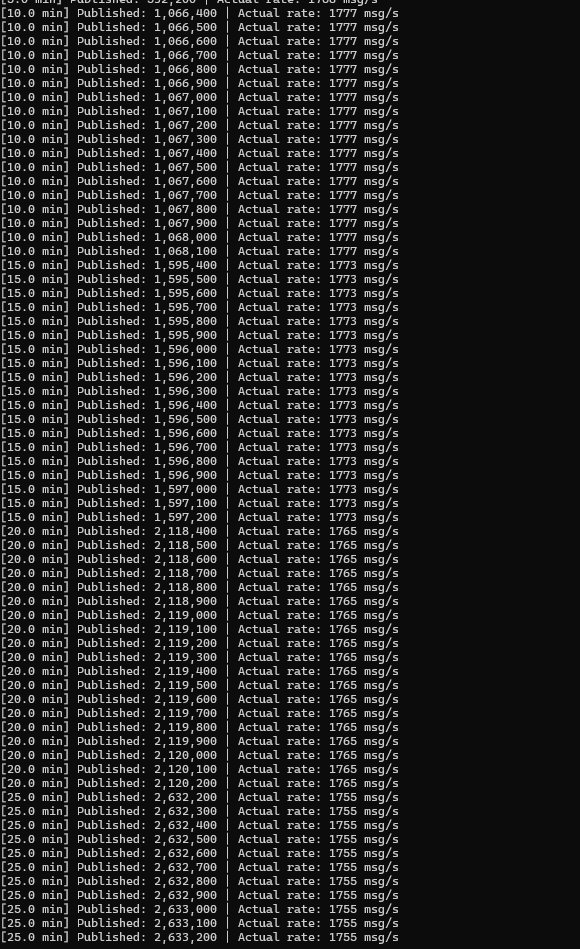 min] Published: | Actual rate: msg/s
[10.0 min] Published: 1,066,400 | Actual rate: 1777 msg/s
[10.0 min] Published: 1,066,500 | Actual rate: 1777 msg/s
[10.0 min] Published: 1,066,600 | Actual rate: 1777 msg/s
[10.0 min] Published: 1,066,700 | Actual rate: 1777 msg/s
[10.0 min] Published: 1,066,800 | Actual rate: 1777 msg/s
[10.0 min] Published: 1,066,900 | Actual rate: 1777 msg/s
[10.0 min] Published: 1,067,000 | Actual rate: 1777 msg/s
[10.0 min] Published: 1,067,100 | Actual rate: 1777 msg/s
[10.0 min] Published: 1,067,200 | Actual rate: 1777 msg/s
[10.0 min] Published: 1,067,300 | Actual rate: 1777 msg/s
[10.0 min] Published: 1,067,400 | Actual rate: 1777 msg/s
[10.0 min] Published: 1,067,500 | Actual rate: 1777 msg/s
[10.0 min] Published: 1,067,600 | Actual rate: 1777 msg/s
[10.0 min] Published: 1,067,700 | Actual rate: 1777 msg/s
[10.0 min] Published: 1,067,800 | Actual rate: 1777 msg/s
[10.0 min] Published: 1,067,900 | Actual rate: 1777 msg/s
[10.0 min] Published: 1,068,000 | Actual rate: 1777 msg/s
[10.0 min] Published: 1,068,100 | Actual rate: 1777 msg/s
[15.0 min] Published: 1,595,400 | Actual rate: 1773 msg/s
[15.0 min] Published: 1,595,500 | Actual rate: 1773 msg/s
[15.0 min] Published: 1,595,600 | Actual rate: 1773 msg/s
[15.0 min] Published: 1,595,700 | Actual rate: 1773 msg/s
[15.0 min] Published: 1,595,800 | Actual rate: 1773 msg/s
[15.0 min] Published: 1,595,900 | Actual rate: 1773 msg/s
[15.0 min] Published: 1,596,000 | Actual rate: 1773 msg/s
[15.0 min] Published: 1,596,100 | Actual rate: 1773 msg/s
[15.0 min] Published: 1,596,200 | Actual rate: 1773 msg/s
[15.0 min] Published: 1,596,300 | Actual rate: 1773 msg/s
[15.0 min] Published: 1,596,400 | Actual rate: 1773 msg/s
[15.0 min] Published: 1,596,500 | Actual rate: 1773 msg/s
[15.0 min] Published: 1,596,600 | Actual rate: 1773 msg/s
[15.0 min] Published: 1,596,700 | Actual rate: 1773 msg/s
[15.0 min] Published: 1,596,800 | Actual rate: 1773 msg/s
[15.0 min] Published: 1,596,900 | Actual rate: 1773 msg/s
[15.0 min] Published: 1,597,000 | Actual rate: 1773 msg/s
[15.0 min] Published: 1,597,100 | Actual rate: 1773 msg/s
[15.0 min] Published: 1,597,200 | Actual rate: 1773 msg/s
[20.0 min] Published: 2,118,400 | Actual rate: 1765 msg/s
[20.0 min] Published: 2,118,500 | Actual rate: 1765 msg/s
[20.0 min] Published: 2,118,600 | Actual rate: 1765 msg/s
[20.0 min] Published: 2,118,700 | Actual rate: 1765 msg/s
[20.0 min] Published: 2,118,800 | Actual rate: 1765 msg/s
[20.0 min] Published: 2,118,900 | Actual rate: 1765 msg/s
[20.0 min] Published: 2,119,000 | Actual rate: 1765 msg/s
[20.0 min] Published: 2,119,100 | Actual rate: 1765 msg/s
[20.0 min] Published: 2,119,200 | Actual rate: 1765 msg/s
[20.0 min] Published: 2,119,300 | Actual rate: 1765 msg/s
[20.0 min] Published: 2,119,400 | Actual rate: 1765 msg/s
[20.0 min] Published: 2,119,500 | Actual rate: 1765 msg/s
[20.0 min] Published: 2,119,600 | Actual rate: 1765 msg/s
[20.0 min] Published: 2,119,700 | Actual rate: 1765 msg/s
[20.0 min] Published: 2,119,800 | Actual rate: 1765 msg/s
[20.0 min] Published: 2,119,900 | Actual rate: 1765 msg/s
[20.0 min] Published: 2,120,000 | Actual rate: 1765 msg/s
[20.0 min] Published: 2,120,100 | Actual rate: 1765 msg/s
[20.0 min] Published: 2,120,200 | Actual rate: 1765 msg/s
[25.0 min] Published: 2,632,200 | Actual rate: 1755 msg/s
[25.0 min] Published: 2,632,300 | Actual rate: 1755 msg/s
[25.0 min] Published: 2,632,400 | Actual rate: 1755 msg/s
[25.0 min] Published: 2,632,500 | Actual rate: 1755 msg/s
[25.0 min] Published: 2,632,600 | Actual rate: 1755 msg/s
[25.0 min] Published: 2,632,700 | Actual rate: 1755 msg/s
[25.0 min] Published: 2,632,800 | Actual rate: 1755 msg/s
[25.0 min] Published: 2,632,900 | Actual rate: 1755 msg/s
[25.0 min] Published: 2,633,000 | Actual rate: 1755 msg/s
[25.0 min] Published: 2,633,100 | Actual rate: 1755 msg/s
[25.0 min] Published: 2,633,200 | Actual rate: 1755 msg/s